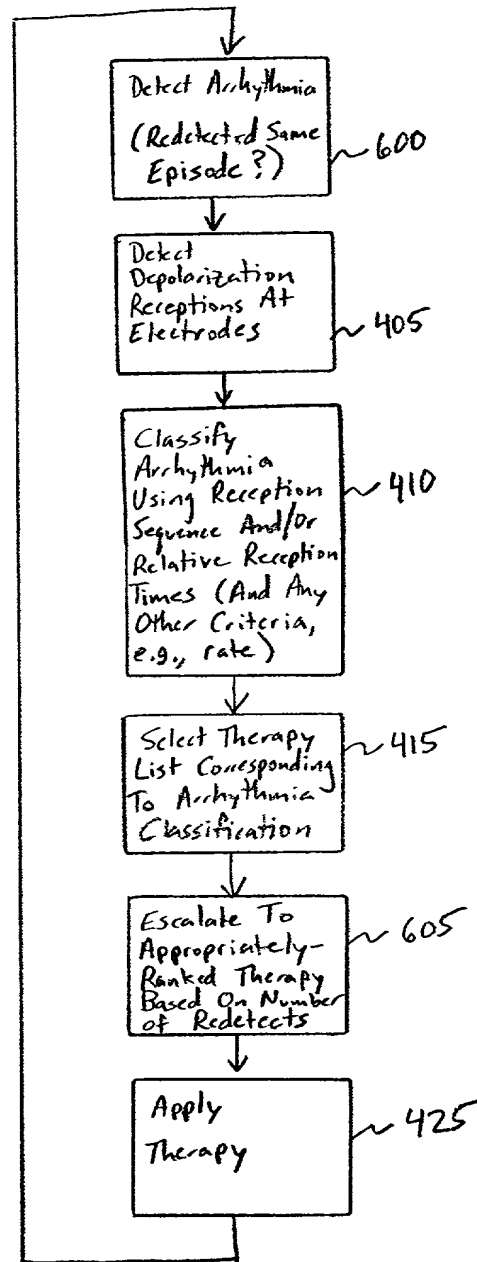 Detect Arrhythmia
(Redetected Same
Episode?)
600
Detect
Depolarization
Receptions At
Electrodes
405
Classify
Arrhythmia
Using Reception
Sequence And/Or
Relative Reception
Times (And Any
Other Criteria,
e.g., rate)
410
Select Therapy
List Corresponding
To Arrhythmia
Classification
415
Escalate To
Appropriately-
Ranked Therapy
Based On Number
of Redetects
605
Apply
Therapy
425